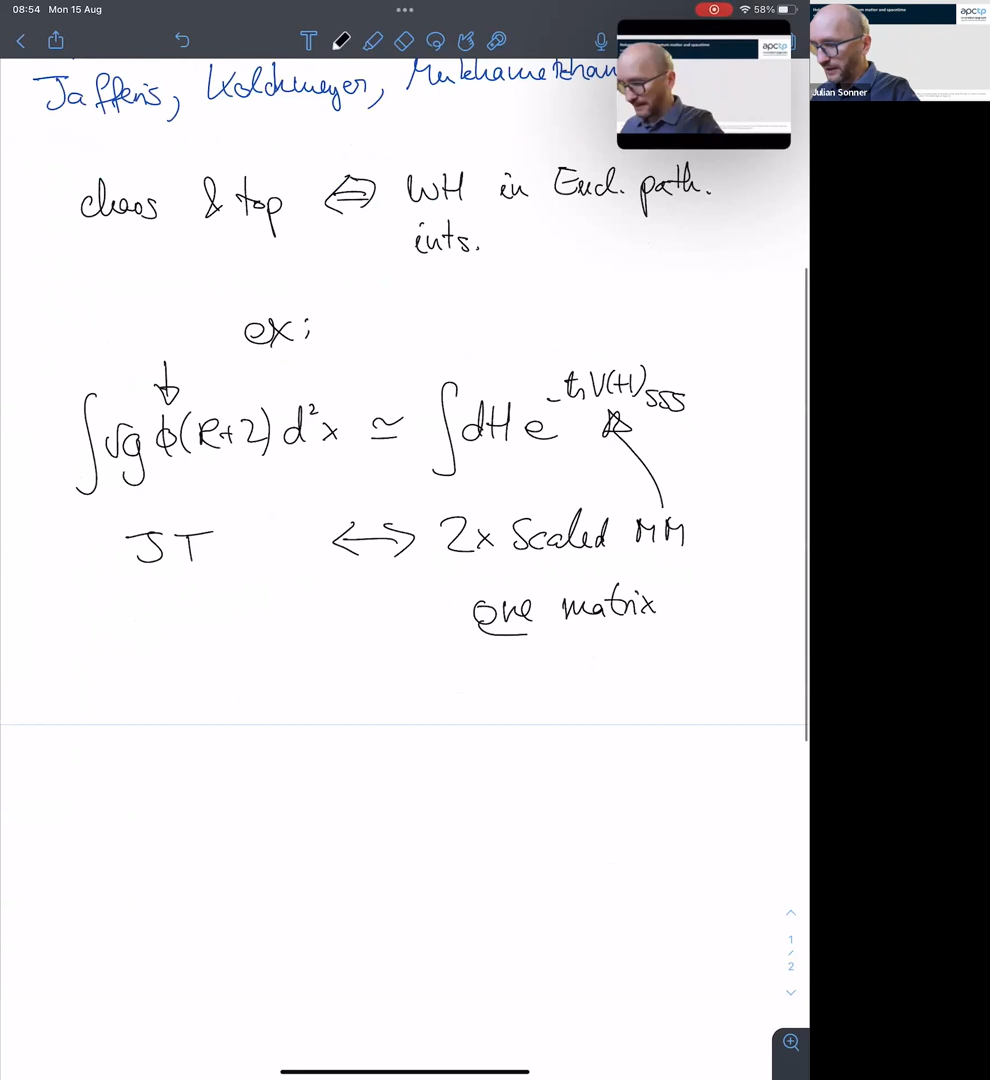 08:54 Mon 15 Aug
58%
T
apctp
Julian Sonner
Jafferis, Kolchmeyer, Mukhametzhan
chaos & top ⇔ WH in Eucl. path.
ints.
ex:
∫√g ϕ(R+2) d²x ≃ ∫dH e^{-tr V(H)_{SSS}}
JT ⟷ 2x Scaled MM
one matrix
1
/
2